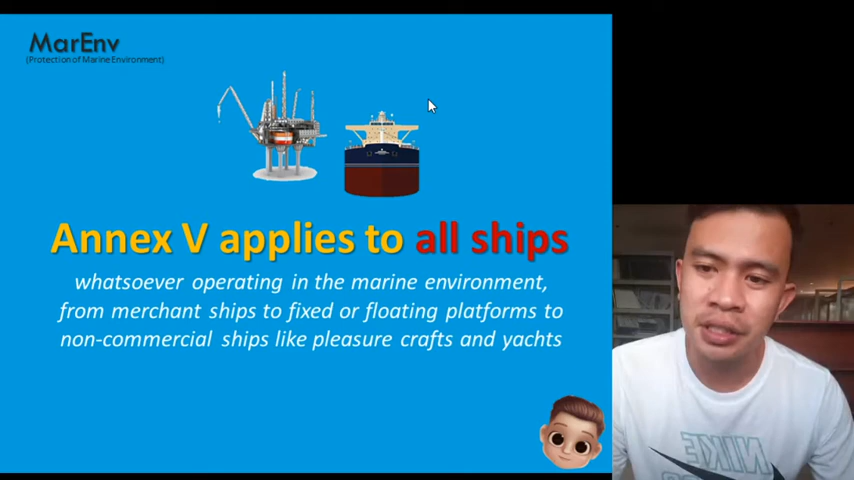 MarEnv
(Protection of Marine Environment)
Annex V applies to all ships
whatsoever operating in the marine environment,
from merchant ships to fixed or floating platforms to
non-commercial ships like pleasure crafts and yachts
NIKE